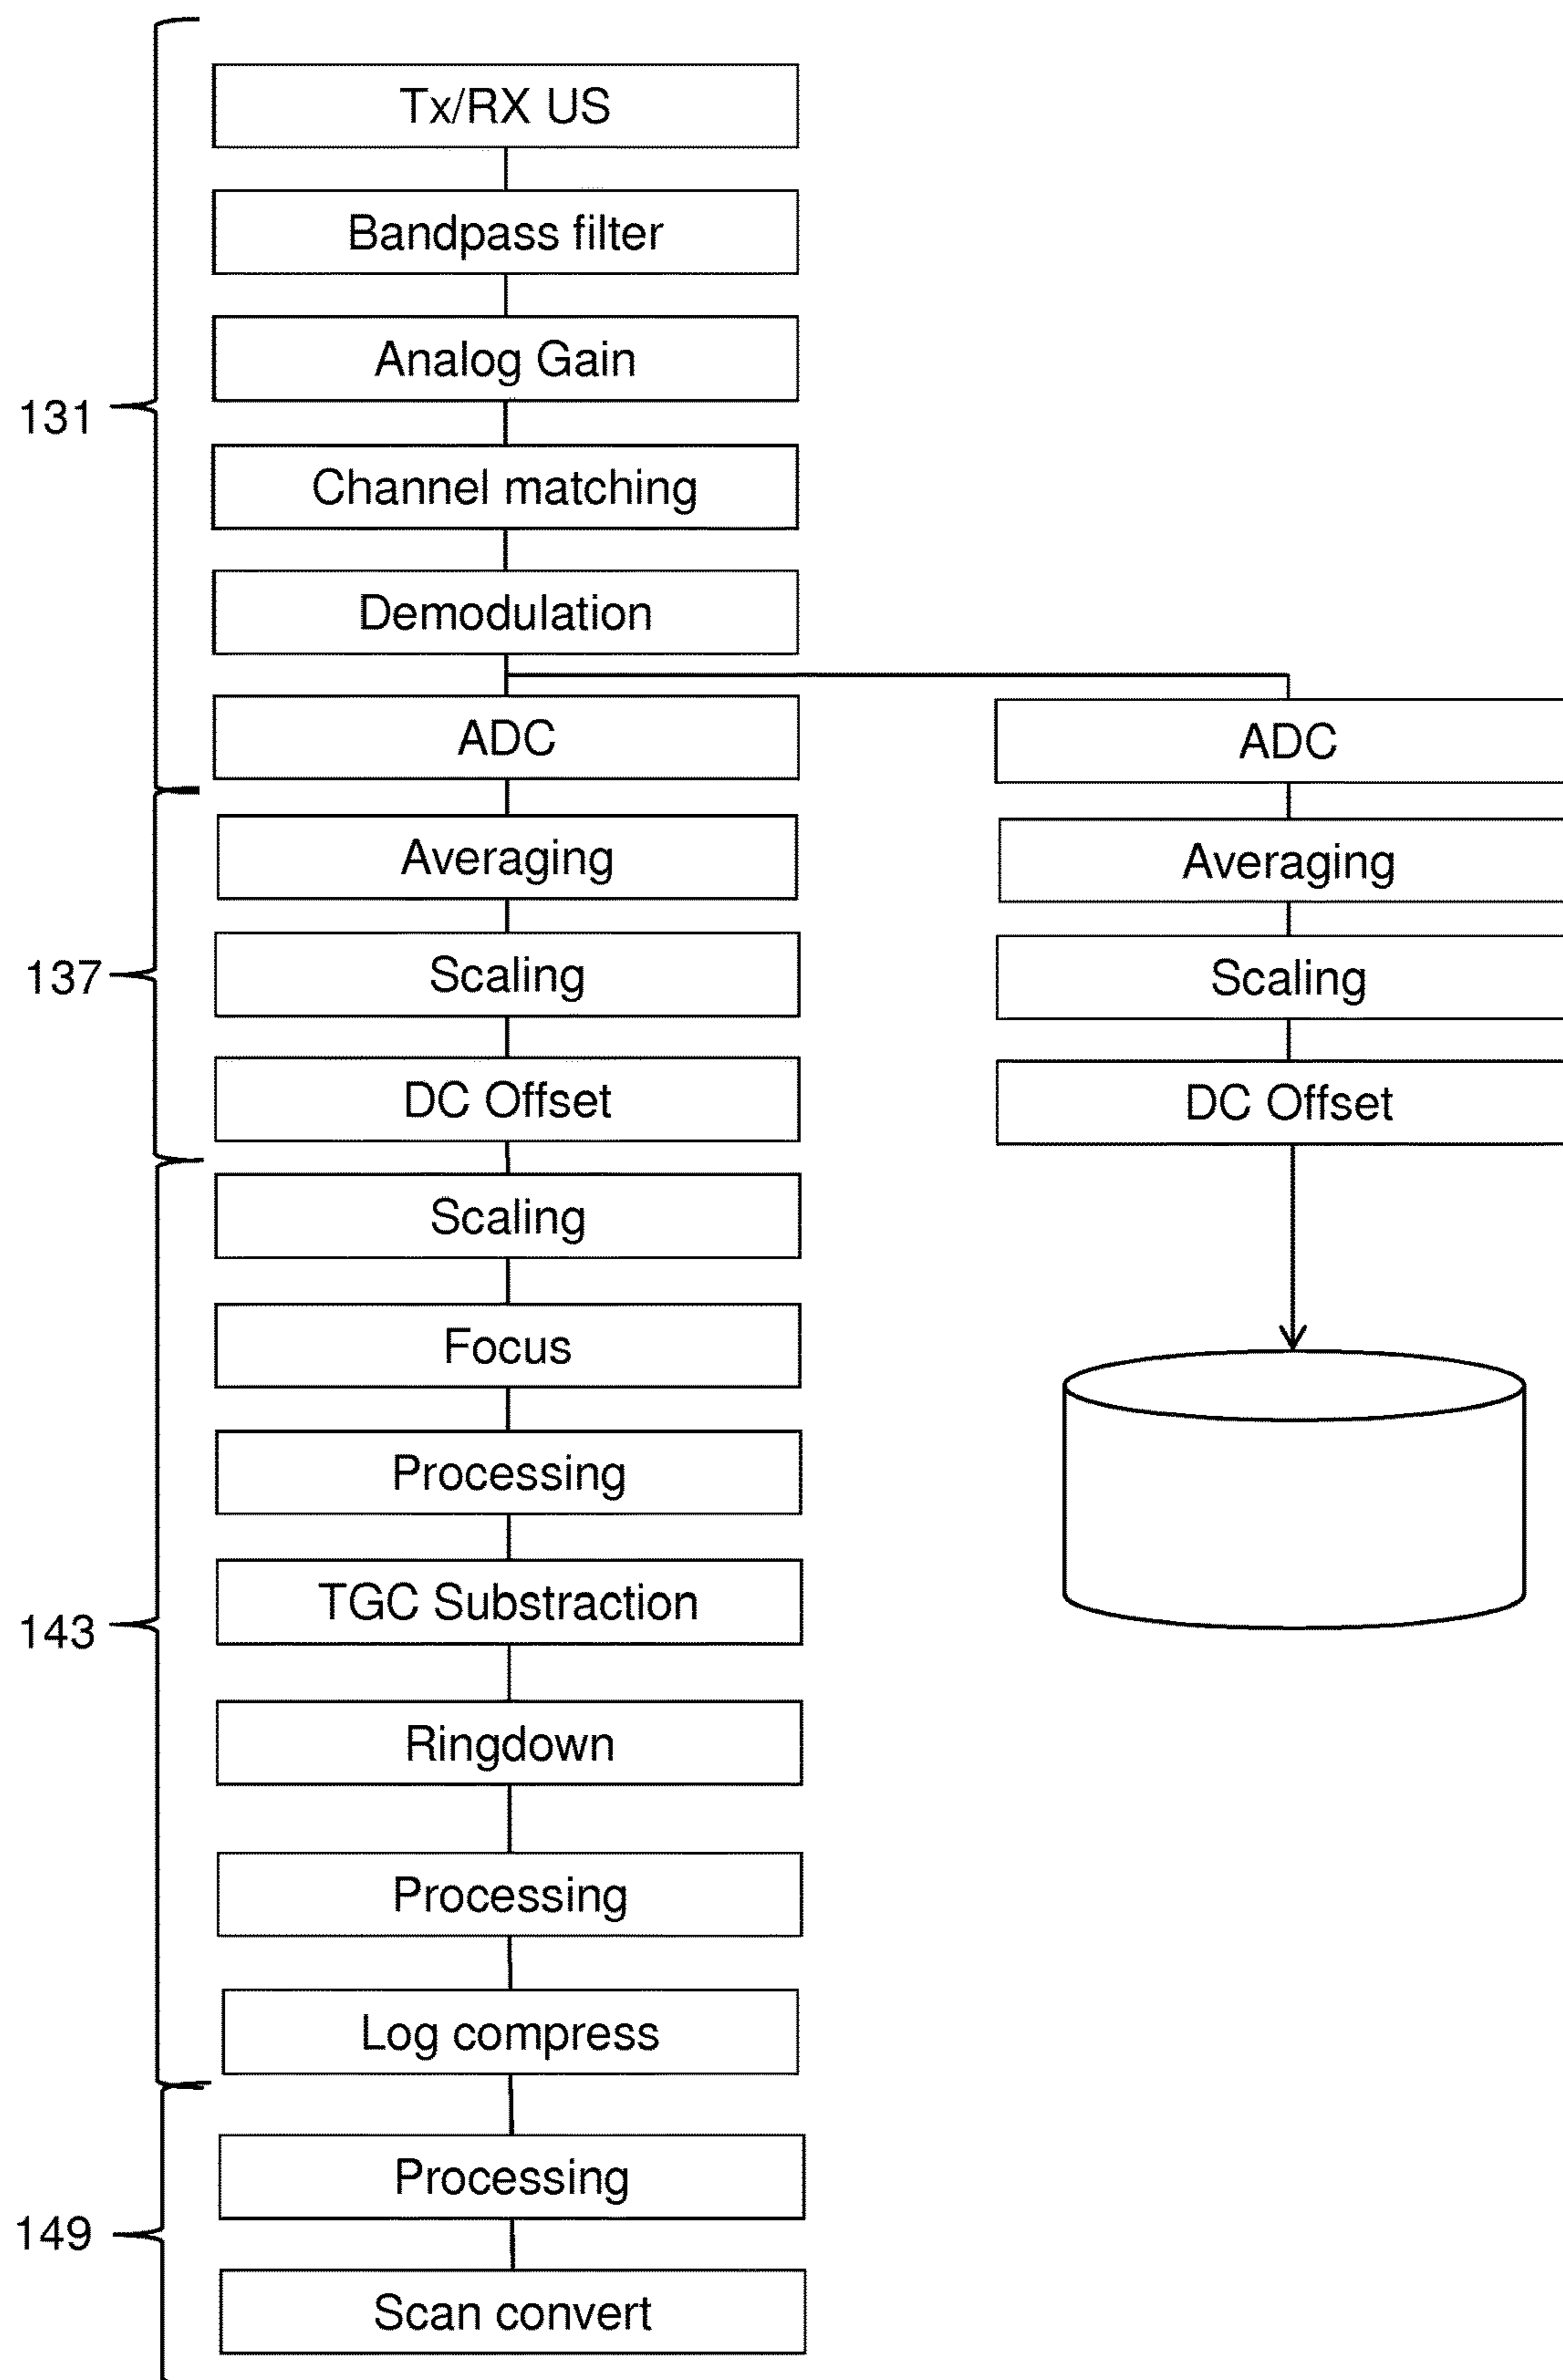 Tx/RX US
Bandpass filter
Analog Gain
131
Channel matching
Demodulation
ADC
ADC
Averaging
Averaging
137
Scaling
Scaling
DC Offset
DC Offset
Scaling
Focus
Processing
TGC Substraction
143
Ringdown
Processing
Log compress
Processing
149
Scan convert